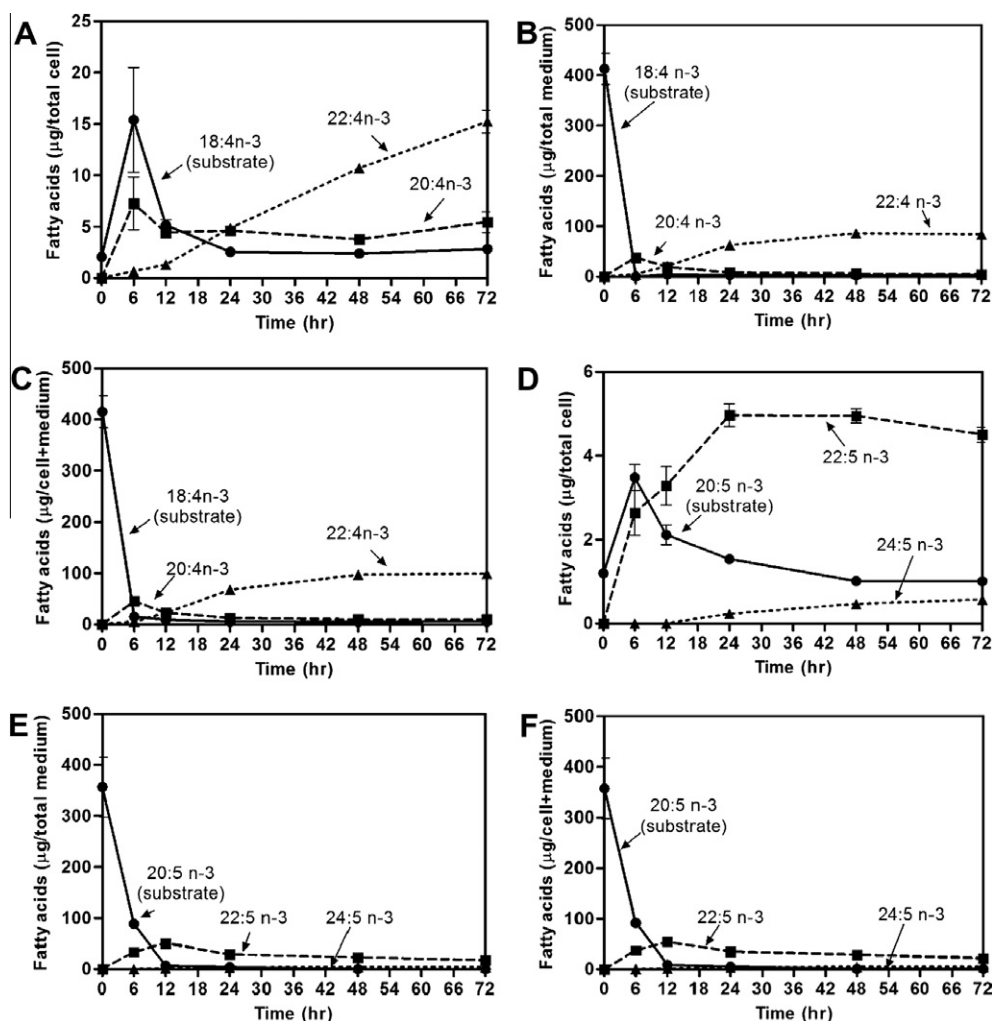 A
Fatty acids (μg/total cell)
25
20
15
10
5
0
18:4n-3
(substrate)
22:4n-3
20:4n-3
0 6 12 18 24 30 36 42 48 54 60 66 72
Time (hr)
B
Fatty acids (μg/total medium)
400
300
200
100
0
18:4 n-3
(substrate)
20:4 n-3
22:4 n-3
0 6 12 18 24 30 36 42 48 54 60 66 72
Time (hr)
C
Fatty acids (μg/cell+medium)
500
400
300
200
100
0
18:4n-3
(substrate)
20:4n-3
22:4n-3
0 6 12 18 24 30 36 42 48 54 60 66 72
Time (hr)
D
Fatty acids (μg/total cell)
6
4
2
0
22:5 n-3
20:5 n-3
(substrate)
24:5 n-3
0 6 12 18 24 30 36 42 48 54 60 66 72
Time (hr)
E
Fatty acids (μg/total medium)
500
400
300
200
100
0
20:5 n-3
(substrate)
22:5 n-3
24:5 n-3
0 6 12 18 24 30 36 42 48 54 60 66 72
Time (hr)
F
Fatty acids (μg/cell+medium)
500
400
300
200
100
0
20:5 n-3
(substrate)
22:5 n-3
24:5 n-3
0 6 12 18 24 30 36 42 48 54 60 66 72
Time (hr)